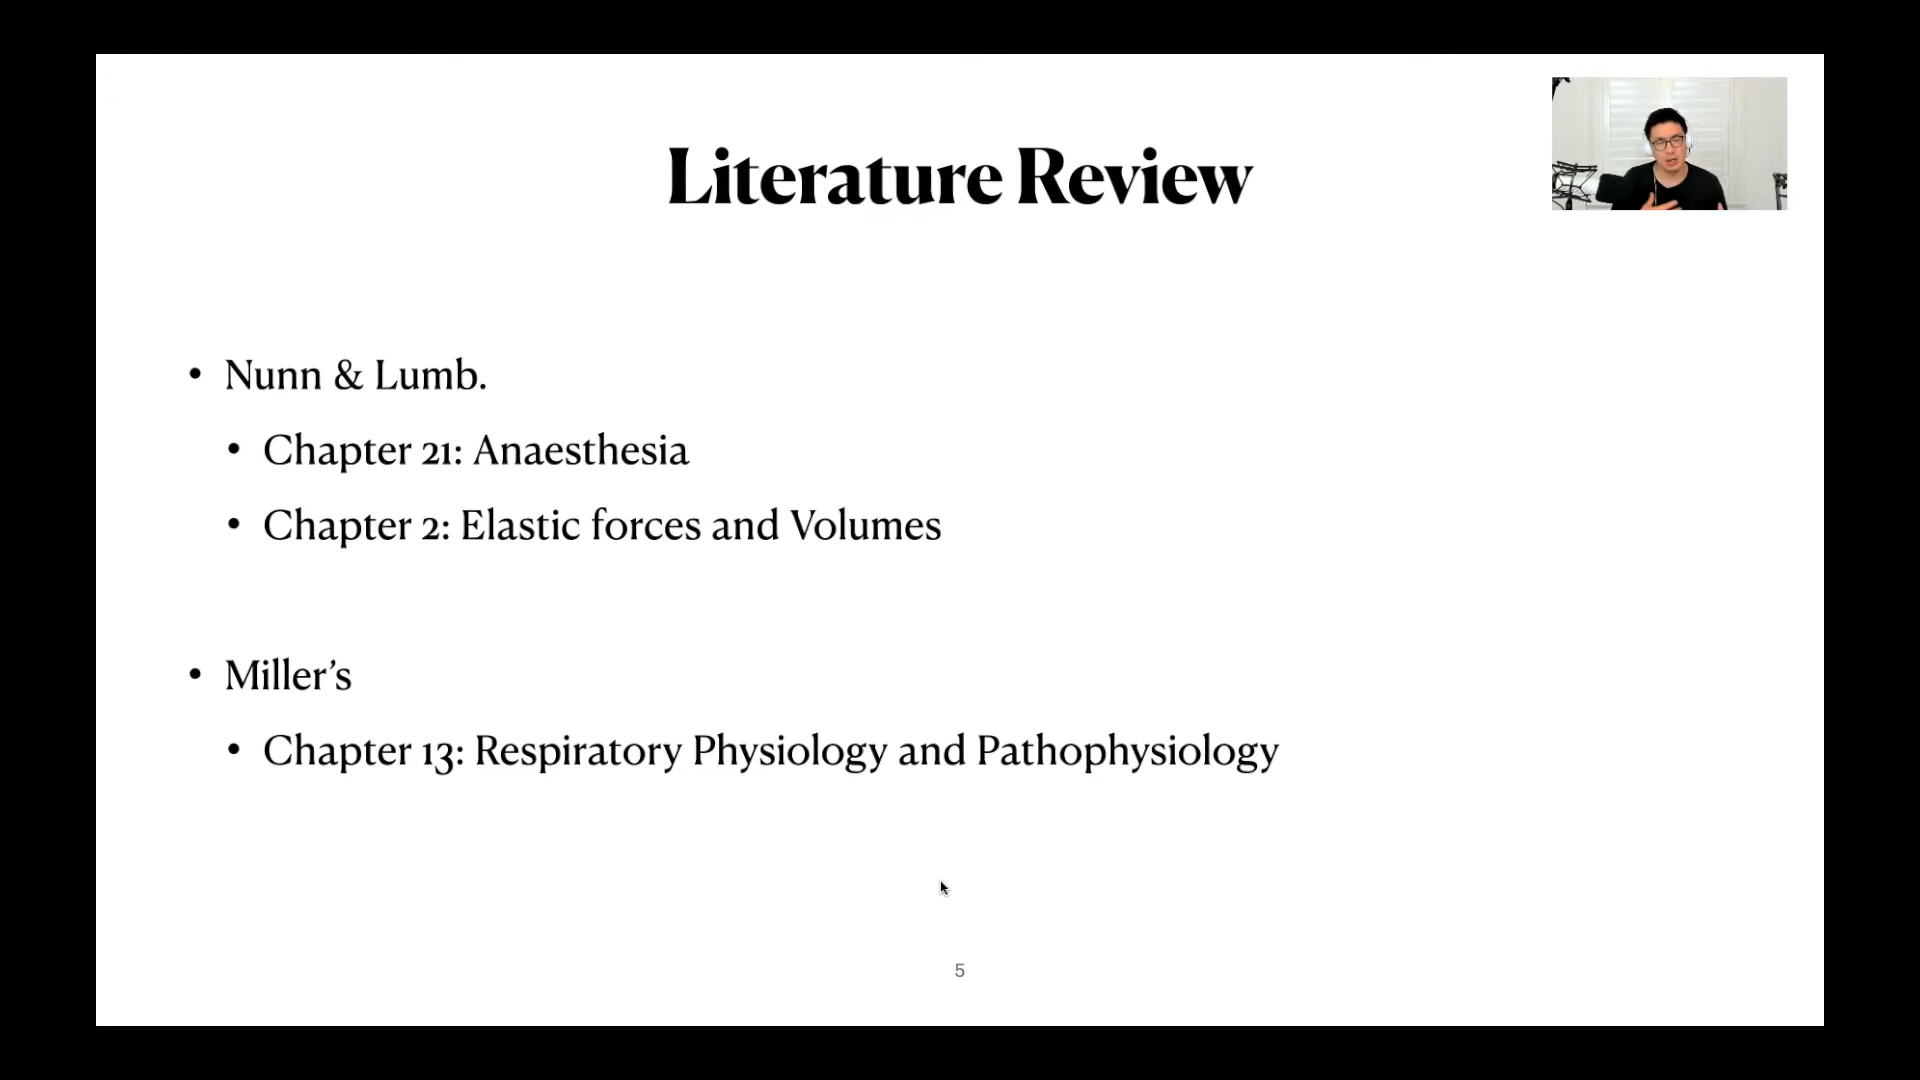 Literature Review
• Nunn & Lumb.
• Chapter 21: Anaesthesia
• Chapter 2: Elastic forces and Volumes
• Miller’s
• Chapter 13: Respiratory Physiology and Pathophysiology
5